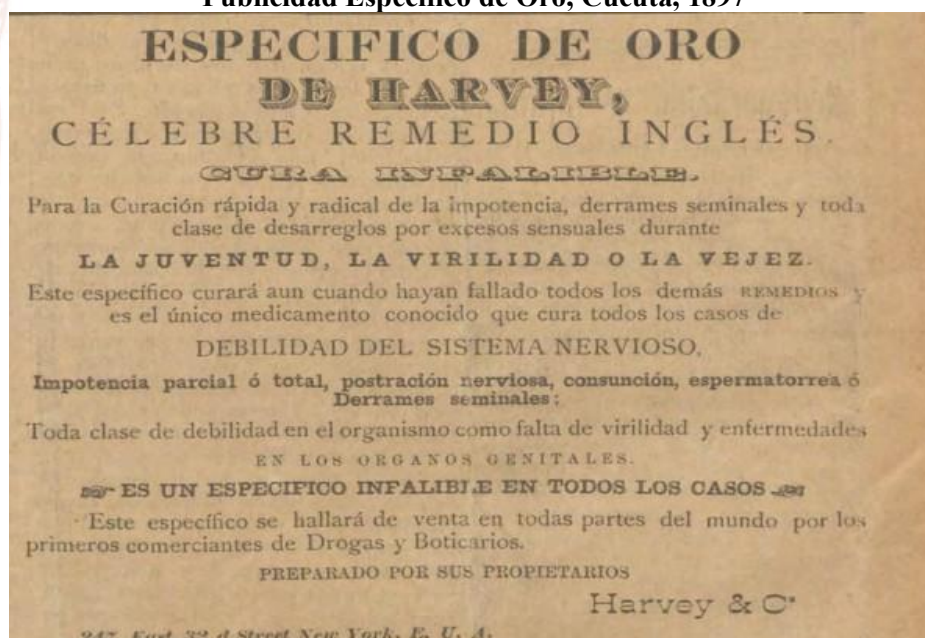 Publicidad Específico de Oro, Cúcuta, 1897
ESPECIFICO DE ORO
DE HARVEY,
CÉLEBRE REMEDIO INGLÉS.
CURA INFALIBLE.
Para la Curación rápida y radical de la impotencia, derrames seminales y toda
clase de desarreglos por excesos sensuales durante
LA JUVENTUD, LA VIRILIDAD O LA VEJEZ.
Este específico curará aun cuando hayan fallado todos los demás REMEDIOS y
es el único medicamento conocido que cura todos los casos de
DEBILIDAD DEL SISTEMA NERVIOSO,
Impotencia parcial ó total, postración nerviosa, consunción, espermatorrea ó
Derrames seminales;
Toda clase de debilidad en el organismo como falta de virilidad y enfermedades
EN LOS ORGANOS GENITALES.
ES UN ESPECIFICO INFALIBLE EN TODOS LOS CASOS
Este específico se hallará de venta en todas partes del mundo por los
primeros comerciantes de Drogas y Boticarios.
PREPARADO POR SUS PROPIETARIOS
Harvey & Cª
247 East 32 d Street New York, E. U. A.